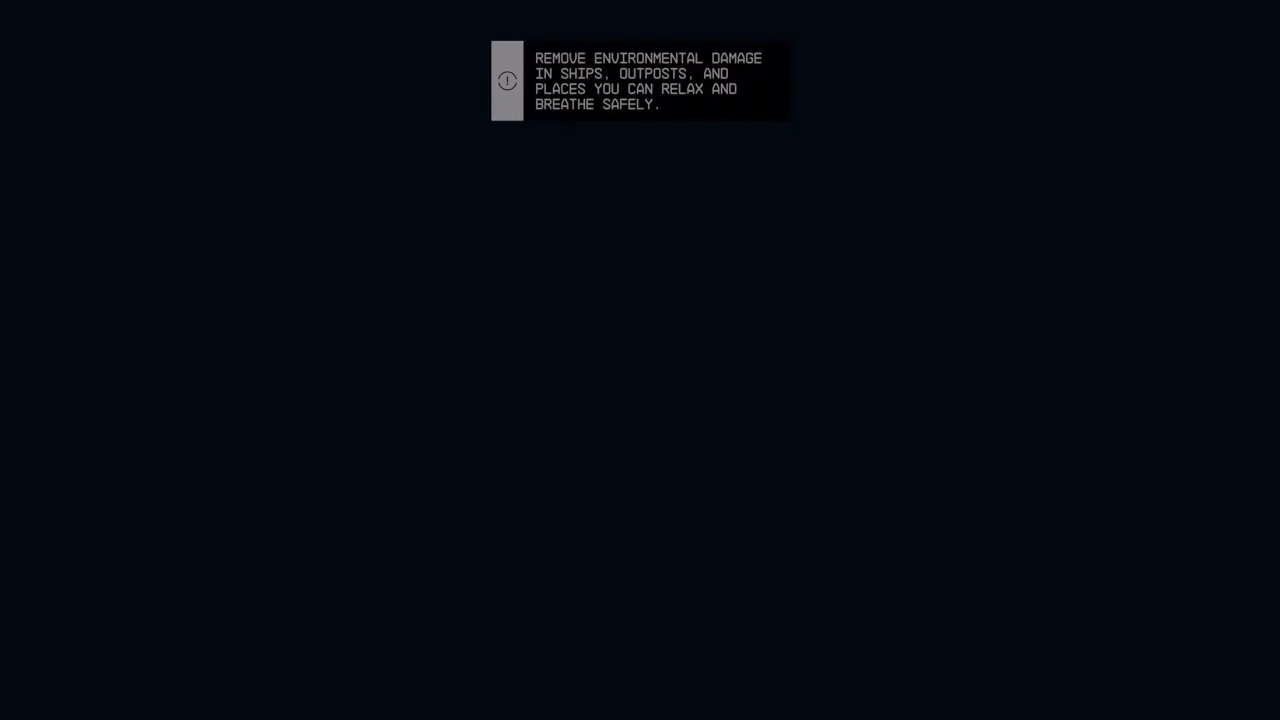 REMOVE ENVIRONMENTAL DAMAGE
IN SHIPS, OUTPOSTS, AND
PLACES YOU CAN RELAX AND
BREATHE SAFELY.